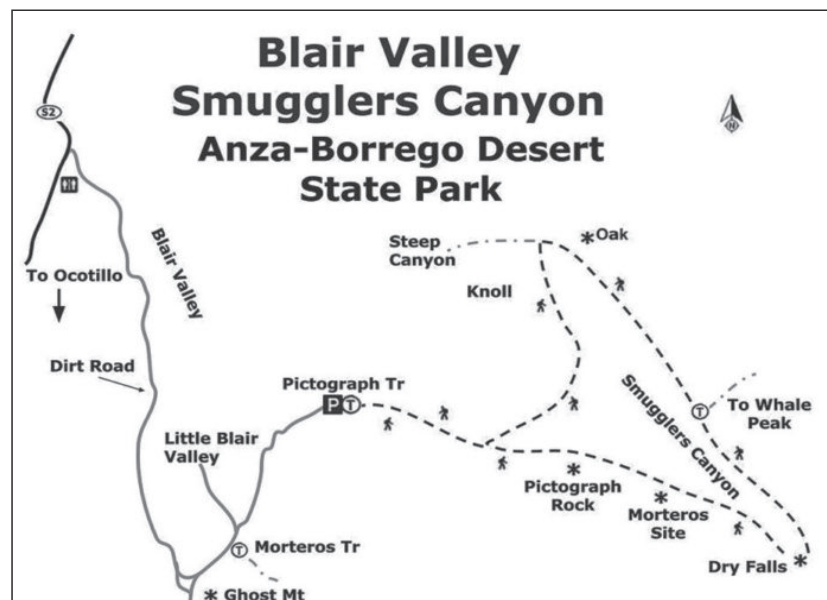 Blair Valley
Smugglers Canyon
Anza-Borrego Desert
State Park
S2
N
Blair Valley
To Ocotillo
Dirt Road
Steep
Canyon
Oak
Knoll
Pictograph Tr
P T
Smugglers Canyon
T
To Whale
Peak
Little Blair
Valley
Pictograph
Rock
Morteros
Site
T Morteros Tr
Dry Falls
Ghost Mt